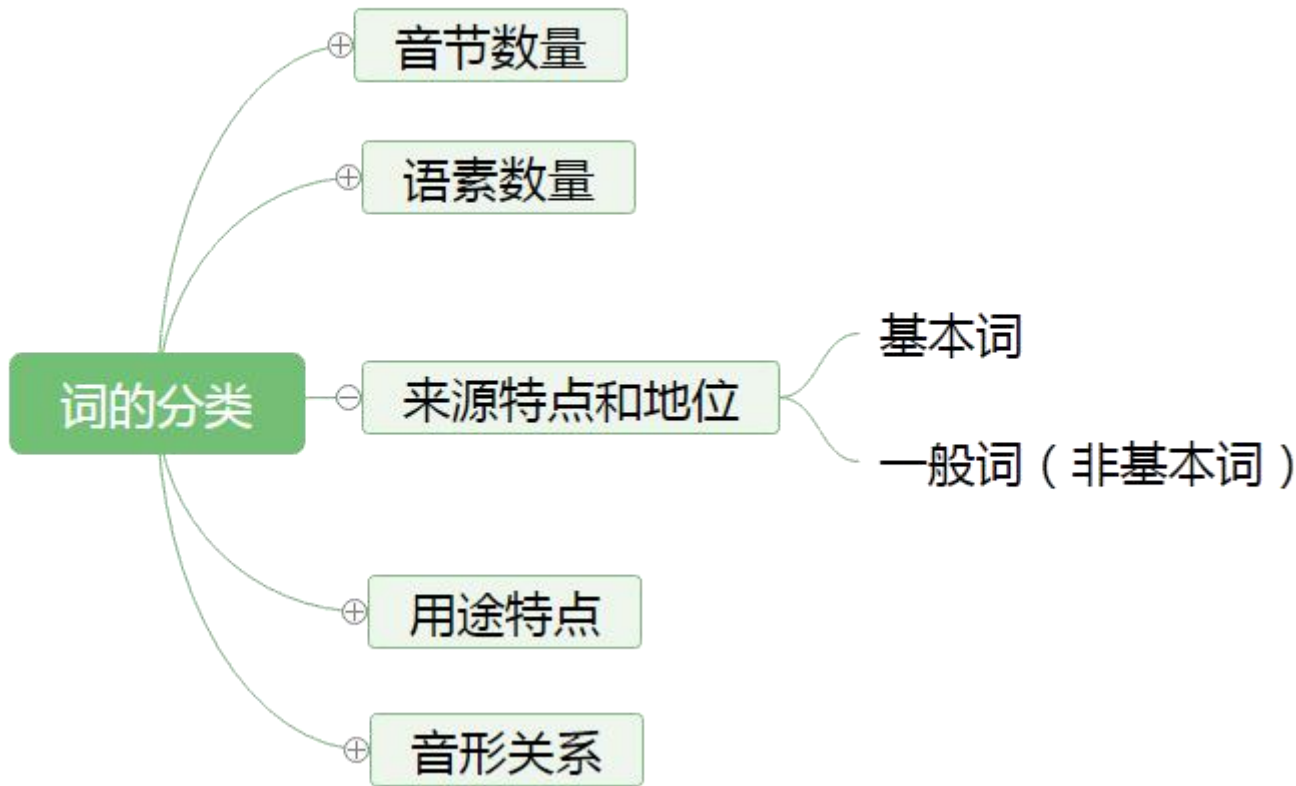 音节数量
语素数量
词的分类
来源特点和地位
基本词
一般词（非基本词）
用途特点
音形关系